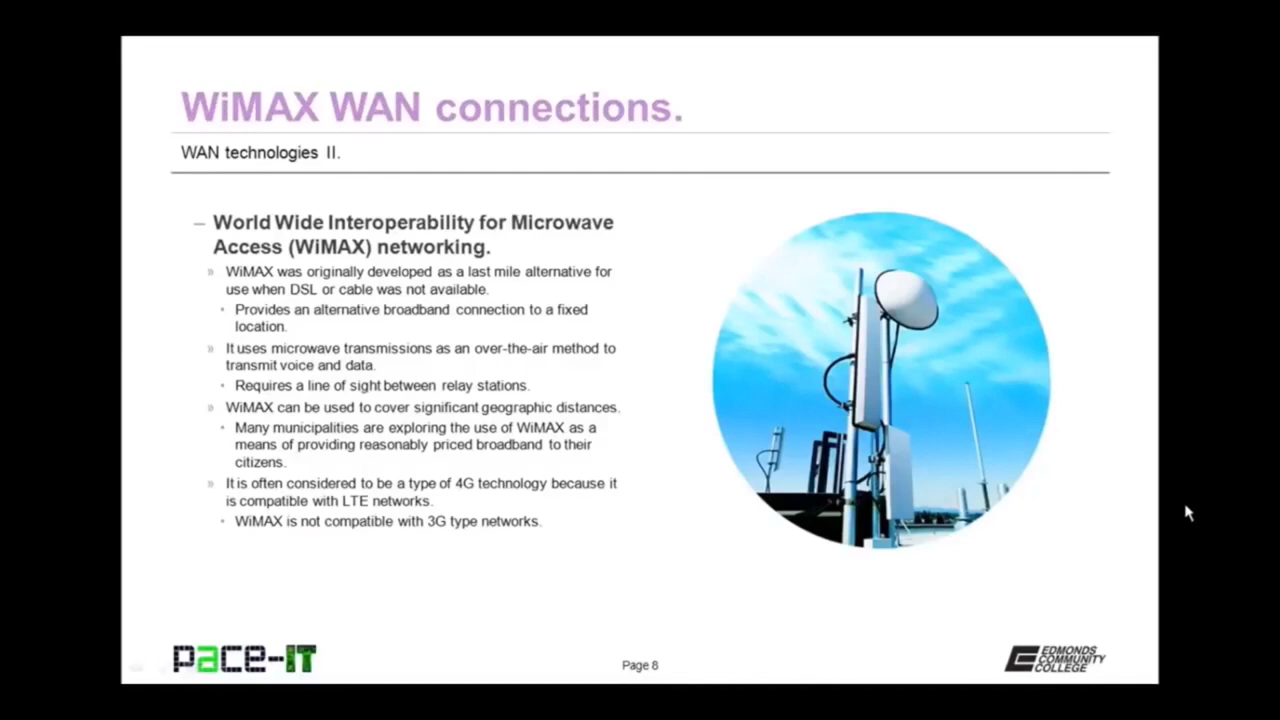 WiMAX WAN connections.
WAN technologies II.
– World Wide Interoperability for Microwave
Access (WiMAX) networking.
» WiMAX was originally developed as a last mile alternative for
use when DSL or cable was not available.
• Provides an alternative broadband connection to a fixed
location.
» It uses microwave transmissions as an over-the-air method to
transmit voice and data.
• Requires a line of sight between relay stations.
» WiMAX can be used to cover significant geographic distances.
• Many municipalities are exploring the use of WiMAX as a
means of providing reasonably priced broadband to their
citizens.
» It is often considered to be a type of 4G technology because it
is compatible with LTE networks.
• WiMAX is not compatible with 3G type networks.
pace-IT
Page 8
EDMONDS
COMMUNITY
COLLEGE